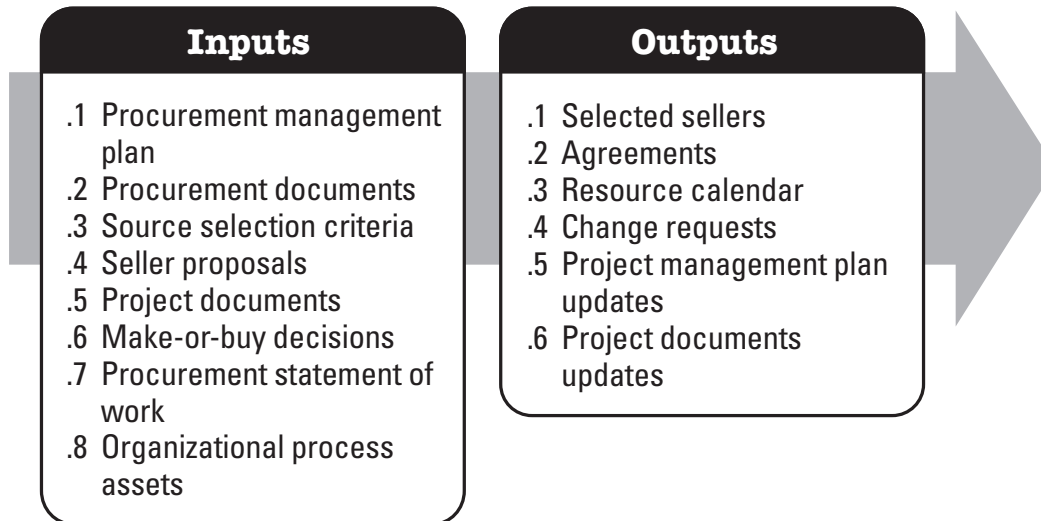 Inputs
.1 Procurement management
plan
.2 Procurement documents
.3 Source selection criteria
.4 Seller proposals
.5 Project documents
.6 Make-or-buy decisions
.7 Procurement statement of
work
.8 Organizational process
assets
Outputs
.1 Selected sellers
.2 Agreements
.3 Resource calendar
.4 Change requests
.5 Project management plan
updates
.6 Project documents
updates